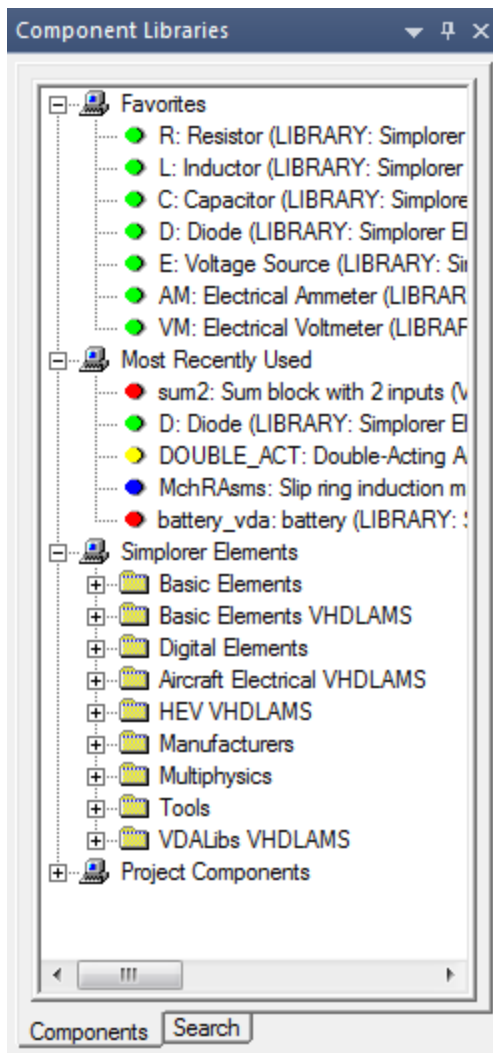 Component Libraries
Favorites
R: Resistor (LIBRARY: Simplorer
L: Inductor (LIBRARY: Simplorer
C: Capacitor (LIBRARY: Simplore
D: Diode (LIBRARY: Simplorer El
E: Voltage Source (LIBRARY: Si
AM: Electrical Ammeter (LIBRAR
VM: Electrical Voltmeter (LIBRAR
Most Recently Used
sum2: Sum block with 2 inputs (V
D: Diode (LIBRARY: Simplorer El
DOUBLE_ACT: Double-Acting A
MchRAsms: Slip ring induction m
battery_vda: battery (LIBRARY: S
Simplorer Elements
Basic Elements
Basic Elements VHDLAMS
Digital Elements
Aircraft Electrical VHDLAMS
HEV VHDLAMS
Manufacturers
Multiphysics
Tools
VDALibs VHDLAMS
Project Components
Components Search